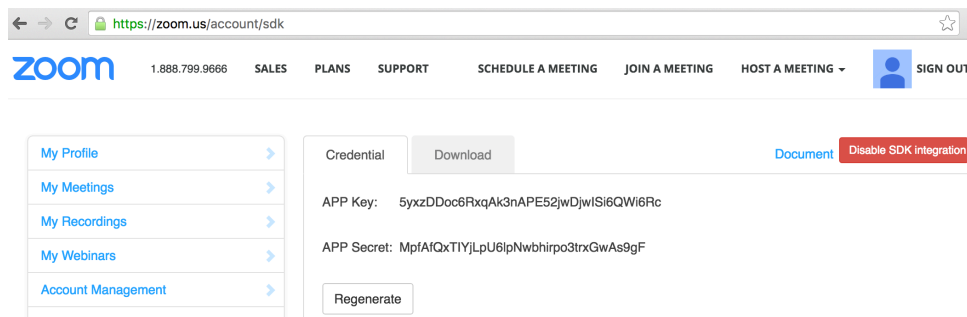 https://zoom.us/account/sdk
zoom 1.888.799.9666 SALES PLANS SUPPORT SCHEDULE A MEETING JOIN A MEETING HOST A MEETING SIGN OUT
My Profile
My Meetings
My Recordings
My Webinars
Account Management
Credential Download Document Disable SDK integration
APP Key: 5yxzDDoc6RxqAk3nAPE52jwDjwISi6QWi6Rc
APP Secret: MpfAfQxTIYjLpU6lpNwbhirpo3trxGwAs9gF
Regenerate